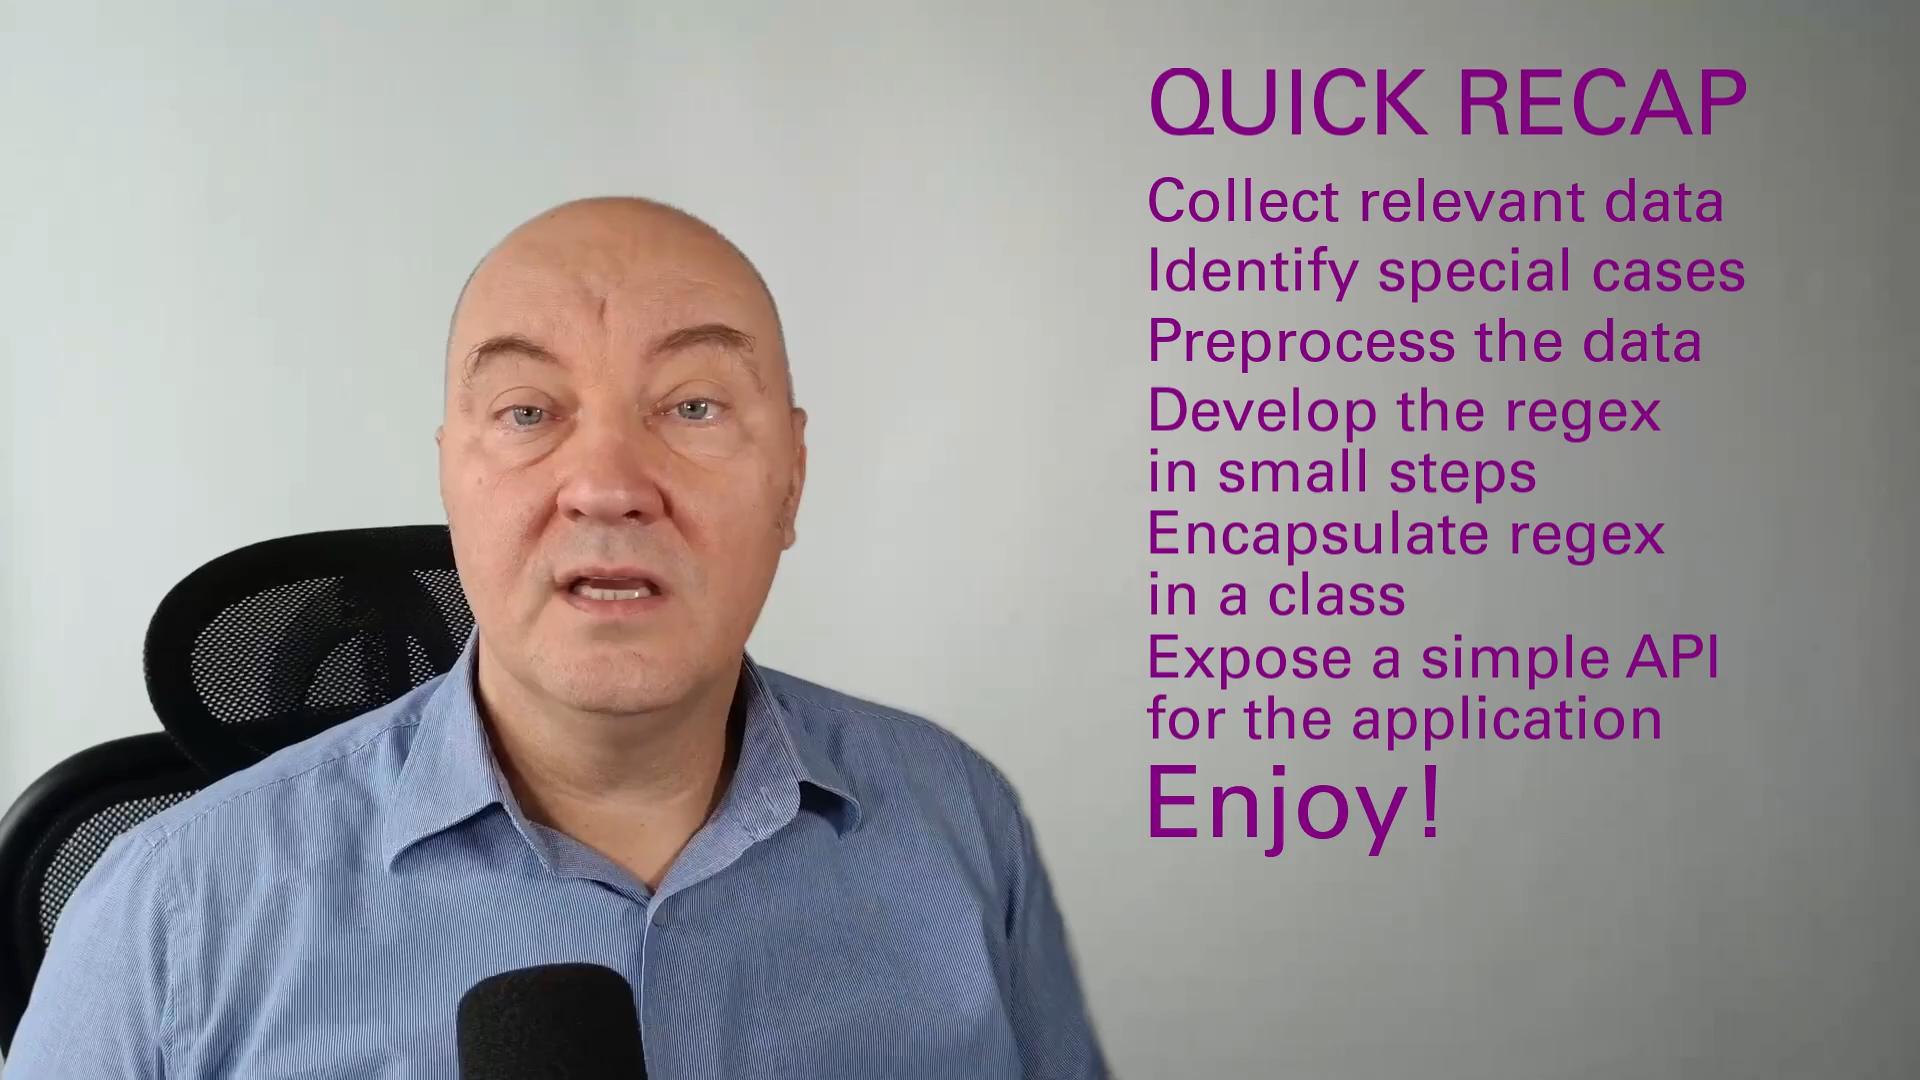 QUICK RECAP
Collect relevant data
Identify special cases
Preprocess the data
Develop the regex
in small steps
Encapsulate regex
in a class
Expose a simple API
for the application
Enjoy!